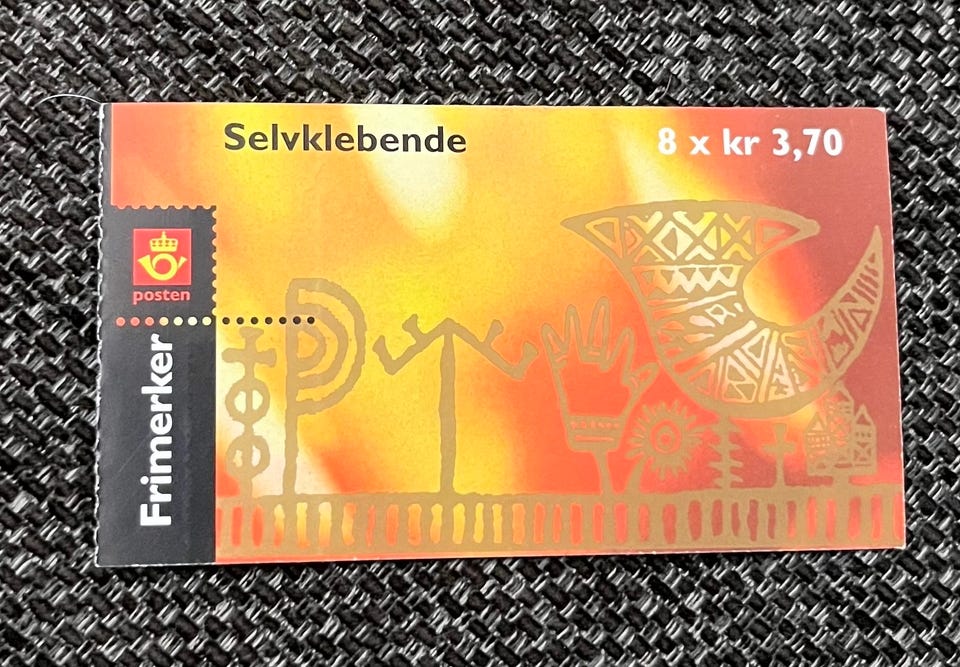 Selvklebende
8 x kr 3,70
posten
Frimerker